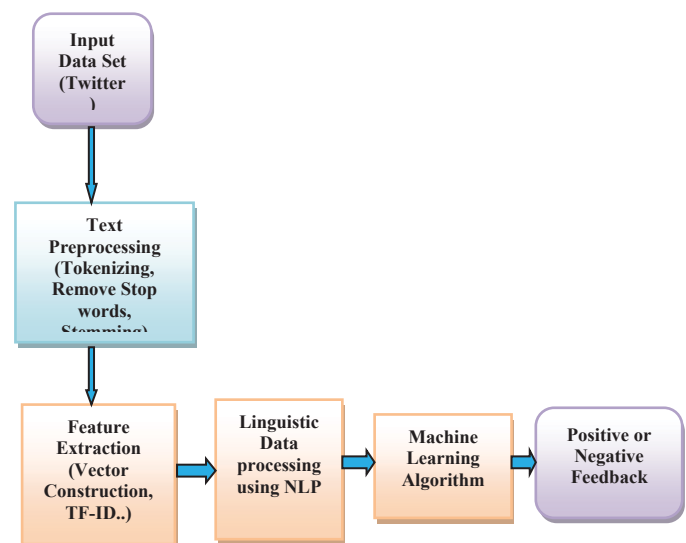 Input
Data Set
(Twitter
)
Text
Preprocessing
(Tokenizing,
Remove Stop
words,
Stemming)
Feature
Extraction
(Vector
Construction,
TF-ID..)
Linguistic
Data
processing
using NLP
Machine
Learning
Algorithm
Positive or
Negative
Feedback